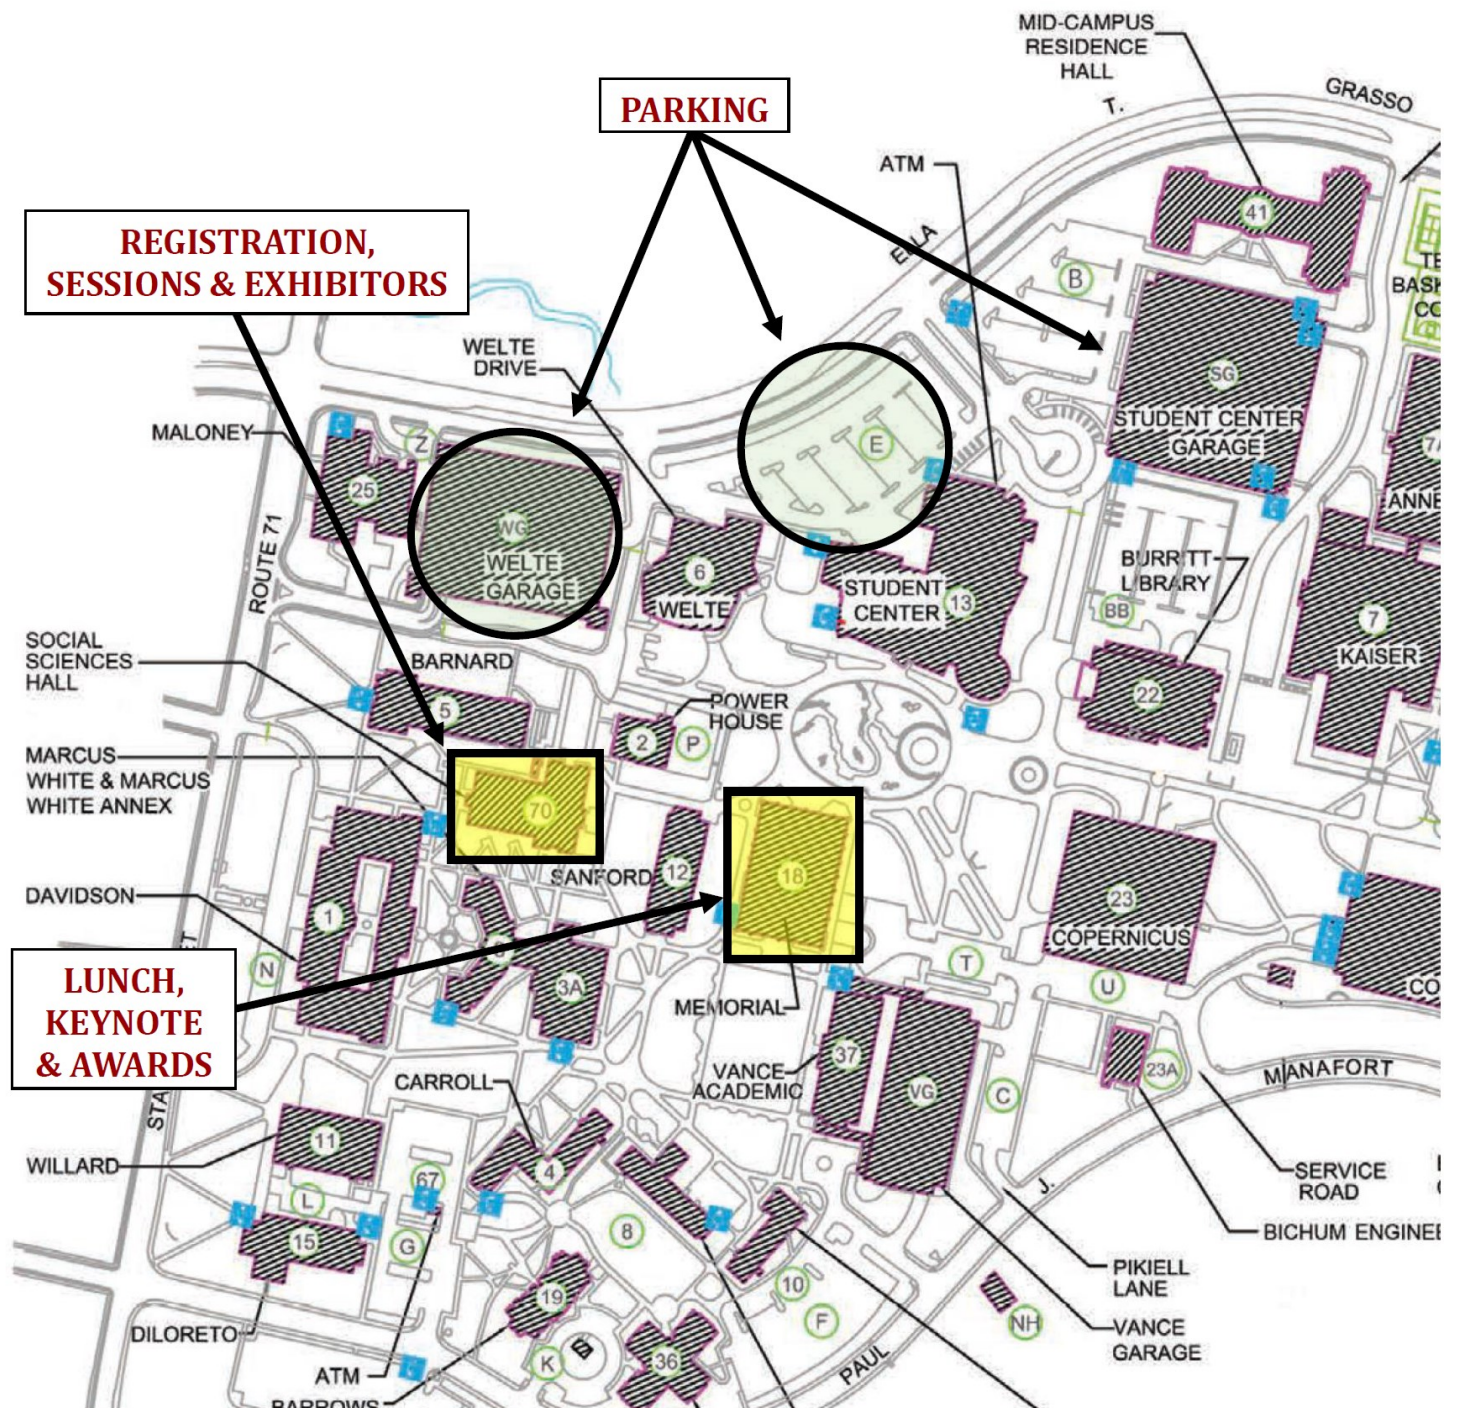 MID-CAMPUS
RESIDENCE
HALL
GRASSO
T.
PARKING
ATM
ELLA
41
REGISTRATION,
SESSIONS & EXHIBITORS
B
WELTE
DRIVE
SG
STUDENT CENTER
GARAGE
MALONEY
Z
E
25
WG
WELTE
GARAGE
ROUTE 71
6
WELTE
STUDENT
CENTER
13
BURRITT
LIBRARY
BB
7
KAISER
SOCIAL
SCIENCES
HALL
BARNARD
5
POWER
HOUSE
2
P
22
MARCUS
WHITE & MARCUS
WHITE ANNEX
70
SANFORD
12
18
23
COPERNICUS
DAVIDSON
1
3A
N
T
U
LUNCH,
KEYNOTE
& AWARDS
MEMORIAL
37
VANCE
ACADEMIC
VG
C
23A
MANAFORT
CARROLL
WILLARD
11
67
4
L
15
G
8
J.
SERVICE
ROAD
PIKIELL
LANE
10
F
19
NH
VANCE
GARAGE
DILORETO
ATM
K
36
PAUL